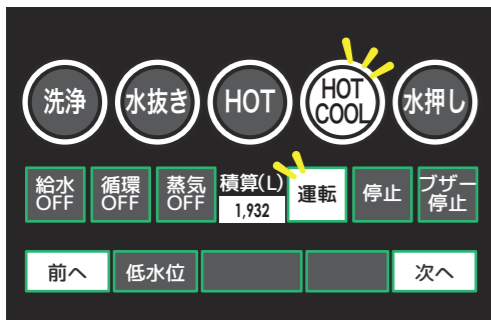 洗浄
水抜き
HOT
HOT
COOL
水押し
給水
OFF
循環
OFF
蒸気
OFF
積算(L)
1,932
運転
停止
ブザー
停止
前へ
低水位
次へ